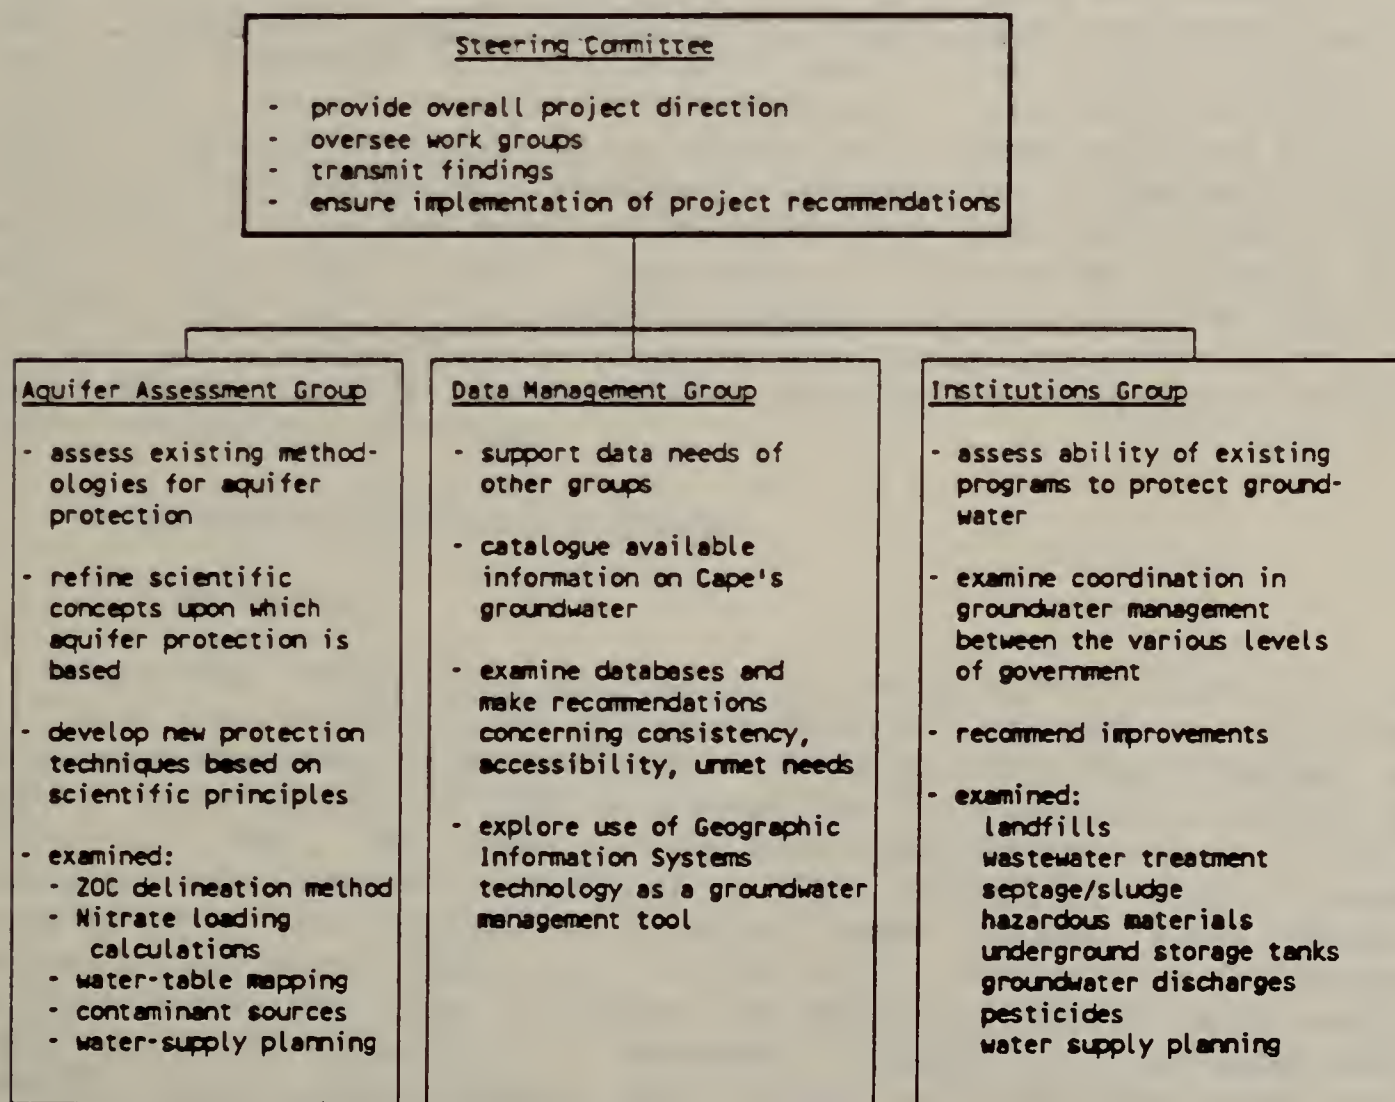 Steering Committee
- provide overall project direction
- oversee work groups
- transmit findings
- ensure implementation of project recommendations
Aquifer Assessment Group
- assess existing method-
ologies for aquifer
protection
- refine scientific
concepts upon which
aquifer protection is
based
- develop new protection
techniques based on
scientific principles
- examined:
- ZOC delineation method
- Nitrate loading
calculations
- water-table mapping
- contaminant sources
- water-supply planning
Data Management Group
- support data needs of
other groups
- catalogue available
information on Cape's
groundwater
- examine databases and
make recommendations
concerning consistency,
accessibility, unmet needs
- explore use of Geographic
Information Systems
technology as a groundwater
management tool
Institutions Group
- assess ability of existing
programs to protect ground-
water
- examine coordination in
groundwater management
between the various levels
of government
- recommend improvements
- examined:
landfills
wastewater treatment
septage/sludge
hazardous materials
underground storage tanks
groundwater discharges
pesticides
water supply planning